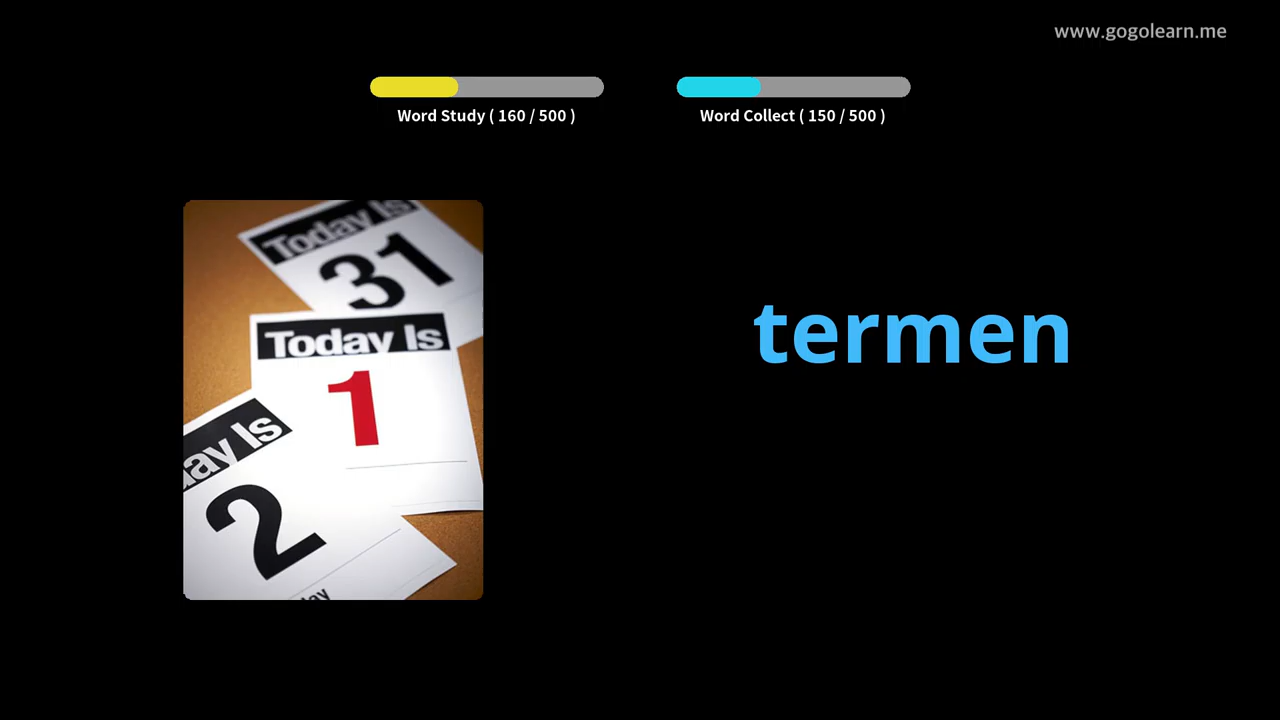 www.gogolearn.me
Word Study ( 160 / 500 )
Word Collect ( 150 / 500 )
Today Is
31
Today Is
1
termen
ay Is
2
ay